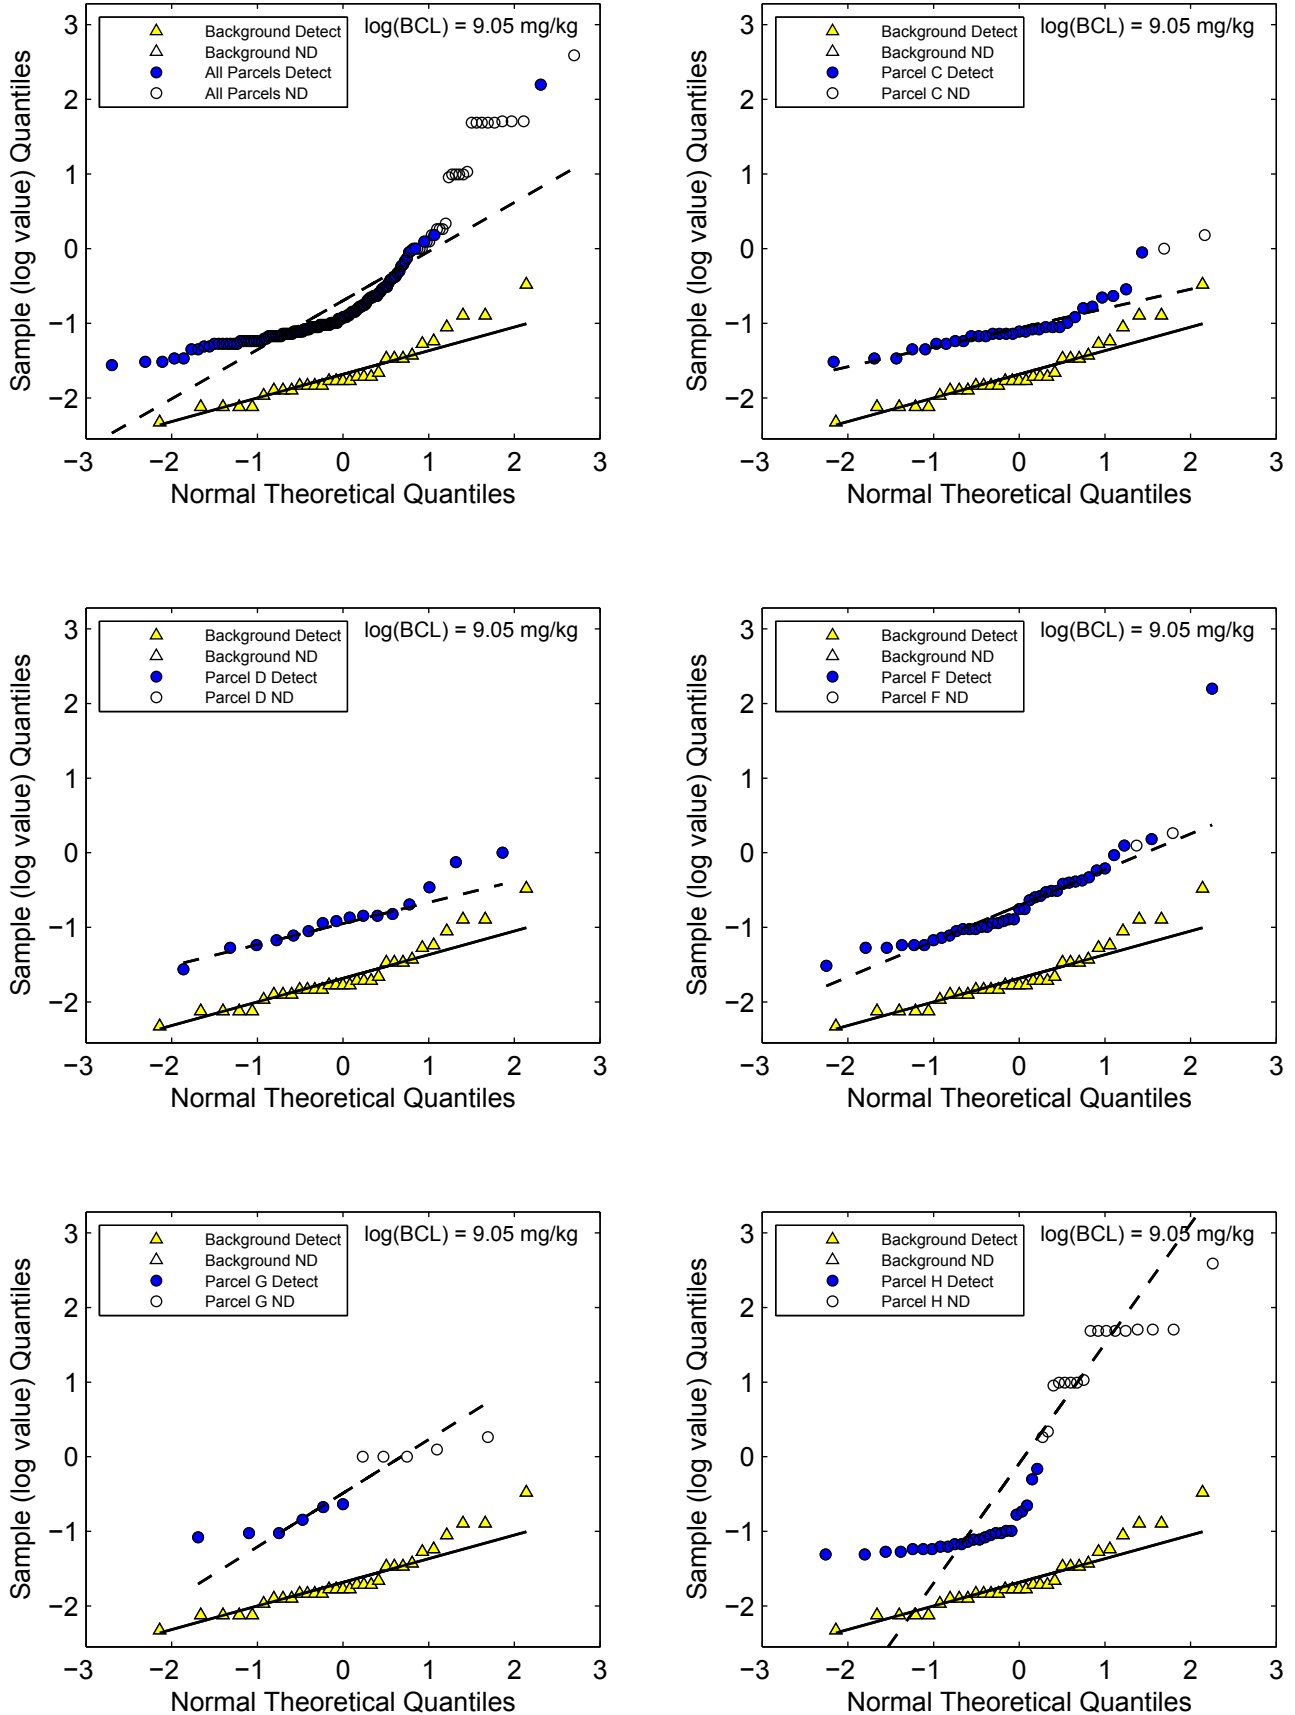 3
2
1
0
−1
−2
Sample (log value) Quantiles
Background Detect
Background ND
All Parcels Detect
All Parcels ND
log(BCL) = 9.05 mg/kg
−3 −2 −1 0 1 2 3
Normal Theoretical Quantiles
3
2
1
0
−1
−2
Sample (log value) Quantiles
Background Detect
Background ND
Parcel C Detect
Parcel C ND
log(BCL) = 9.05 mg/kg
−3 −2 −1 0 1 2 3
Normal Theoretical Quantiles
3
2
1
0
−1
−2
Sample (log value) Quantiles
Background Detect
Background ND
Parcel D Detect
Parcel D ND
log(BCL) = 9.05 mg/kg
−3 −2 −1 0 1 2 3
Normal Theoretical Quantiles
3
2
1
0
−1
−2
Sample (log value) Quantiles
Background Detect
Background ND
Parcel F Detect
Parcel F ND
log(BCL) = 9.05 mg/kg
−3 −2 −1 0 1 2 3
Normal Theoretical Quantiles
3
2
1
0
−1
−2
Sample (log value) Quantiles
Background Detect
Background ND
Parcel G Detect
Parcel G ND
log(BCL) = 9.05 mg/kg
−3 −2 −1 0 1 2 3
Normal Theoretical Quantiles
3
2
1
0
−1
−2
Sample (log value) Quantiles
Background Detect
Background ND
Parcel H Detect
Parcel H ND
log(BCL) = 9.05 mg/kg
−3 −2 −1 0 1 2 3
Normal Theoretical Quantiles